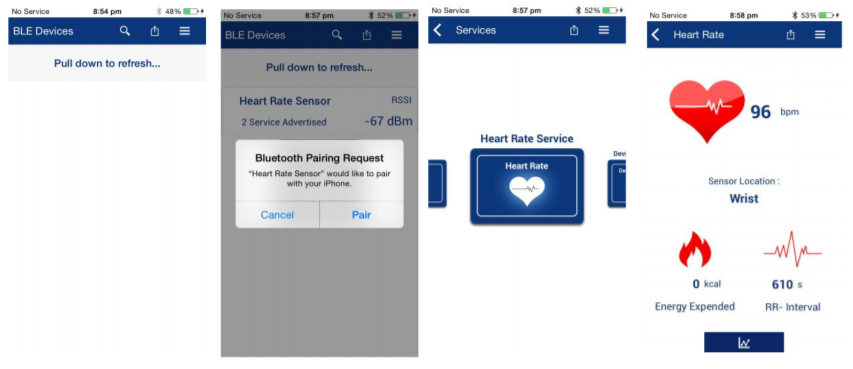 No Service 8:54 pm 48%
BLE Devices
Pull down to refresh...
No Service 8:57 pm 52%
BLE Devices
Pull down to refresh...
Heart Rate Sensor RSSI
2 Service Advertised -67 dBm
Bluetooth Pairing Request
"Heart Rate Sensor" would like to pair
with your iPhone.
Cancel Pair
No Service 8:57 pm 52%
Services
Heart Rate Service
Heart Rate
Devi
De
No Service 8:58 pm 53%
Heart Rate
96 bpm
Sensor Location :
Wrist
0 kcal 610 s
Energy Expended RR- Interval